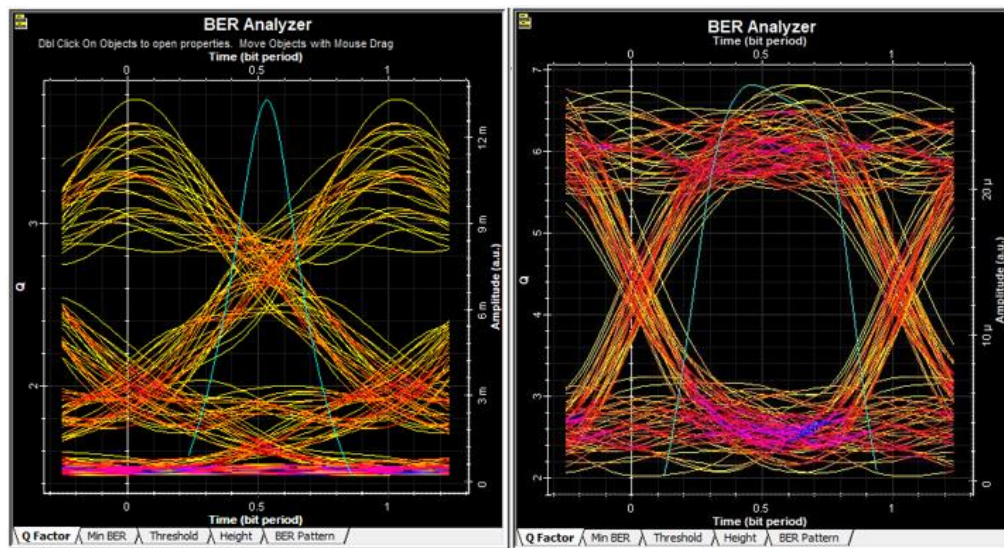 BER Analyzer
Dbl Click On Objects to open properties. Move Objects with Mouse Drag
Time (bit period)
0 0.5 1
Q
3
2
Amplitude (a.u.)
12 m
9 m
6 m
3 m
0
0 0.5 1
Time (bit period)
Q Factor Min BER Threshold Height BER Pattern
BER Analyzer
Time (bit period)
0 0.5 1
Q
7
6
5
4
3
2
Amplitude (a.u.)
20 µ
10 µ
0
0 0.5 1
Time (bit period)
Q Factor Min BER Threshold Height BER Pattern